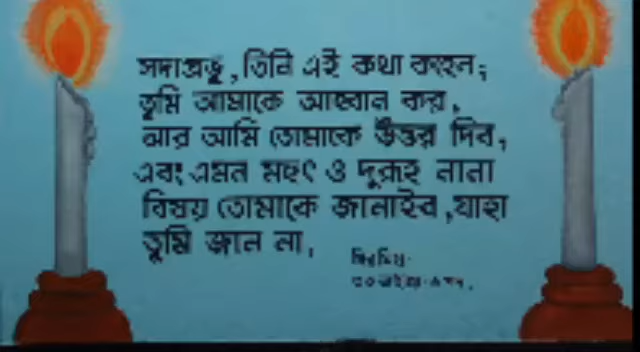 সদাপ্রভু, তিনি এই কথা কহেন;
তুমি আমাকে আহ্বান কর,
আর আমি তোমাকে উত্তর দিব,
এবং এমন মহৎ ও দুরূহ নানা
বিষয় তোমাকে জানাইব, যাহা
তুমি জান না,
যিরমিয়